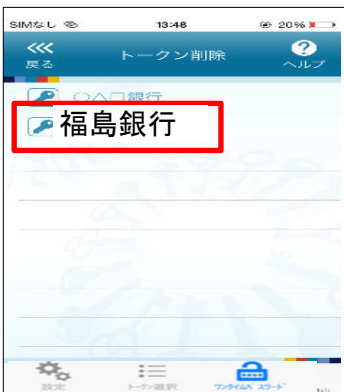 SIMなし 13:48 20%
戻る トークン削除 ? ヘルプ
〇△口銀行
福島銀行
設定 トークン選択 ワンタイムパスワード